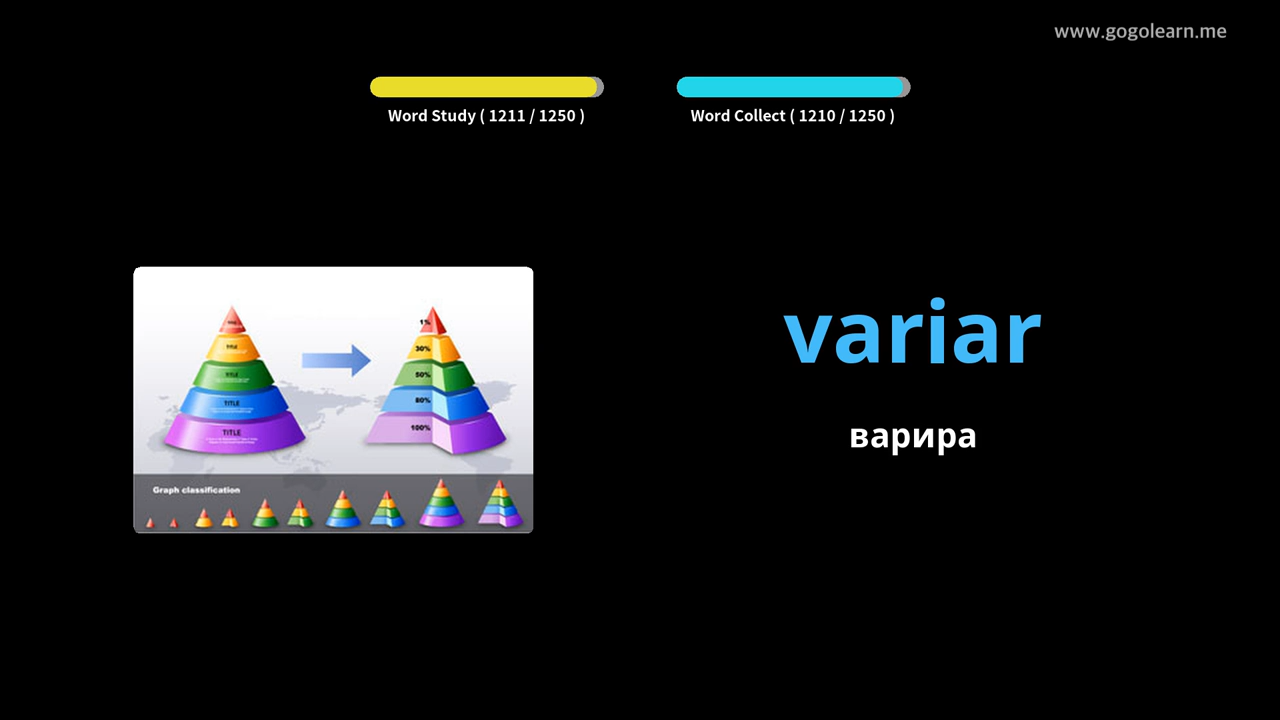 www.gogolearn.me
Word Study ( 1211 / 1250 )
Word Collect ( 1210 / 1250 )
variar
варира
TITLE
TITLE
TITLE
TITLE
1%
30%
50%
80%
100%
Graph classification